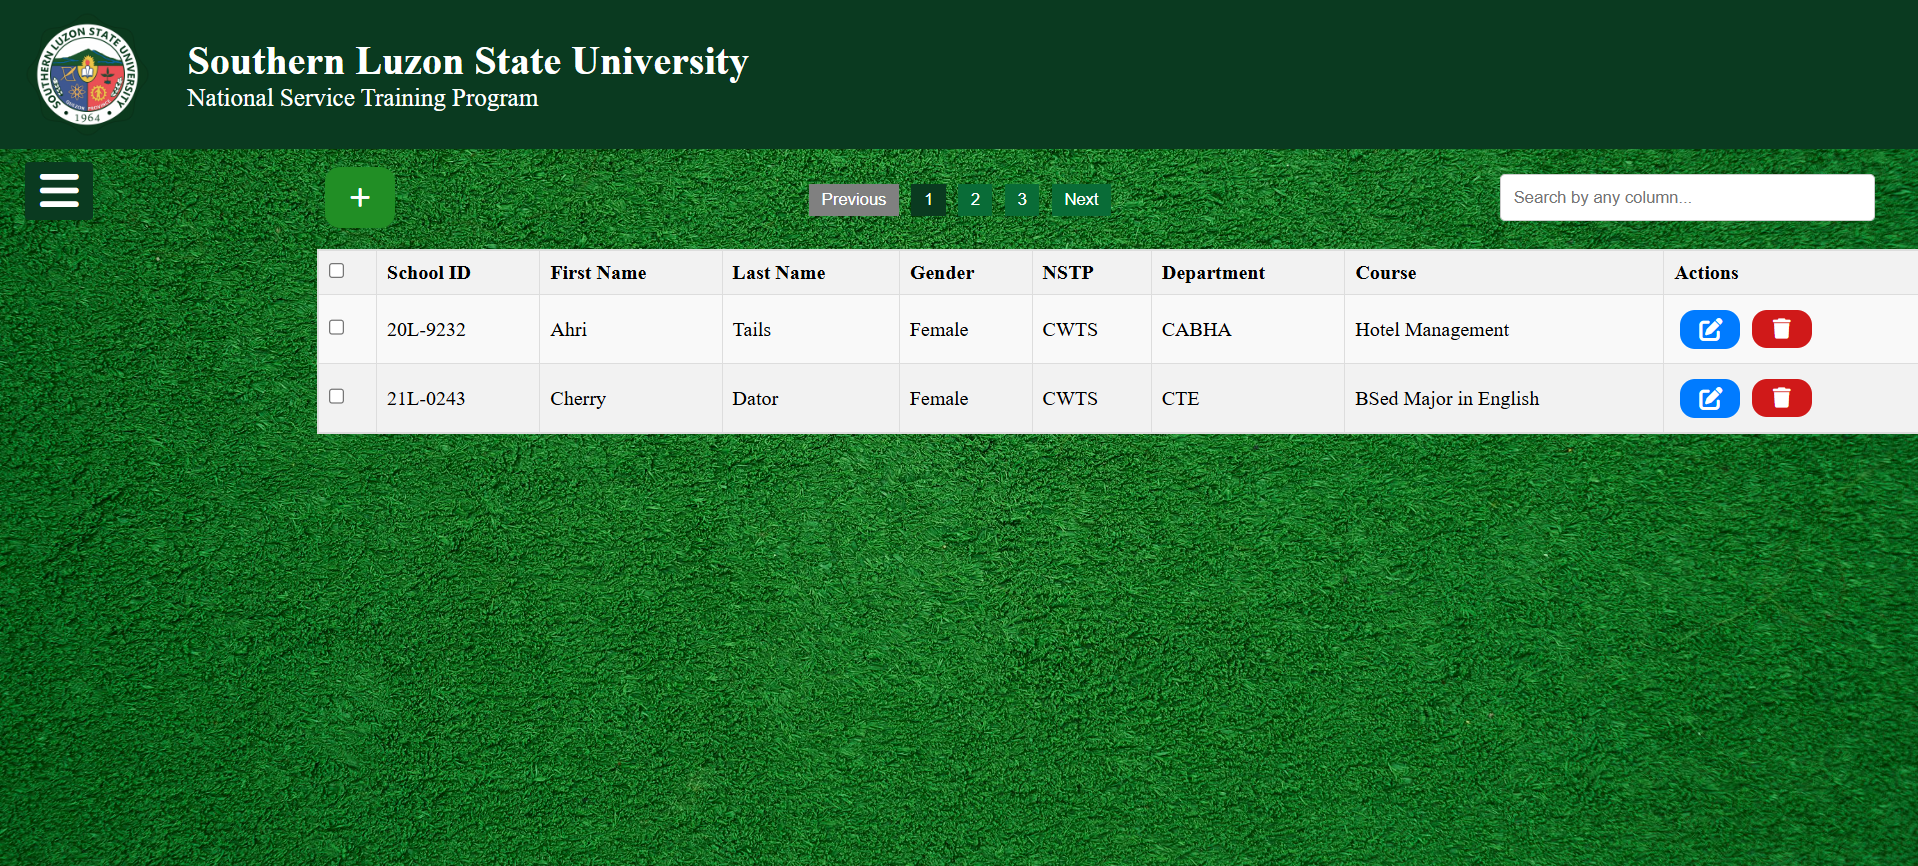 SOUTHERN LUZON STATE UNIVERSITY
QUEZON PROVINCE
• 1964 •
Southern Luzon State University
National Service Training Program
+
Previous 1 2 3 Next
Search by any column...
School ID First Name Last Name Gender NSTP Department Course Actions
20L-9232 Ahri Tails Female CWTS CABHA Hotel Management
21L-0243 Cherry Dator Female CWTS CTE BSed Major in English